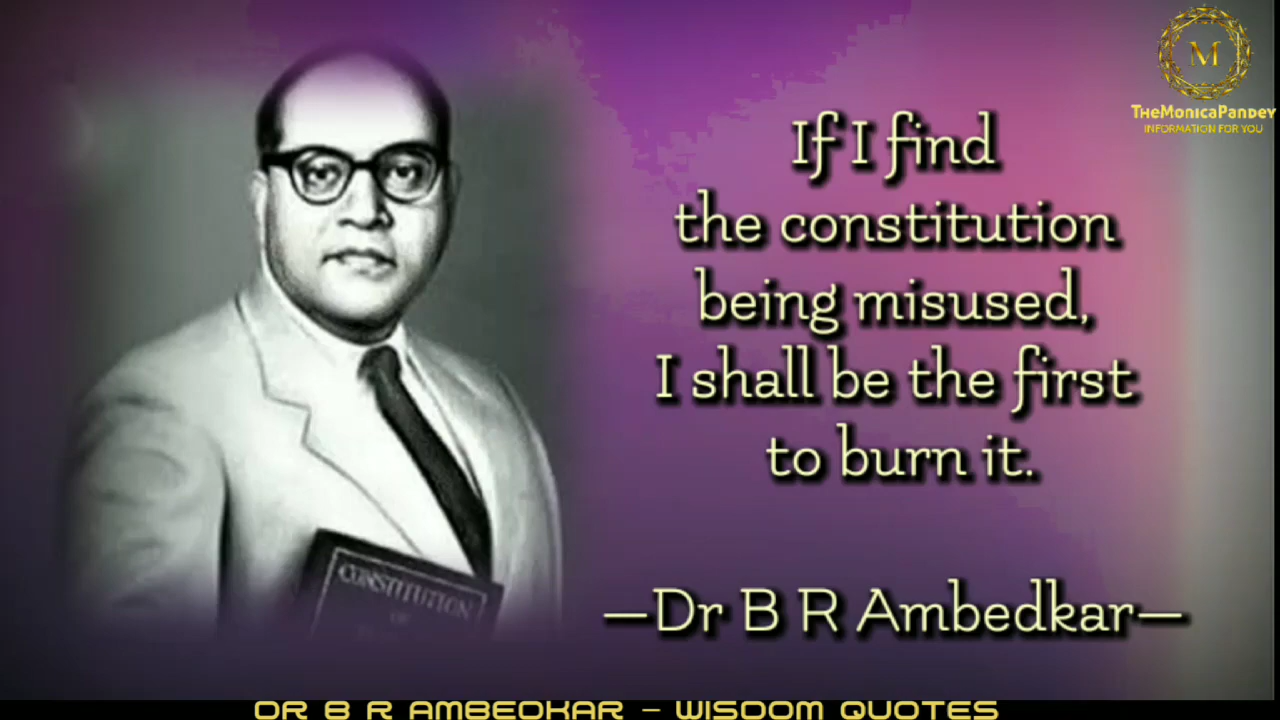 M
TheMonicaPandey
INFORMATION FOR YOU
If I find
the constitution
being misused,
I shall be the first
to burn it.
—Dr B R Ambedkar—
CONSTITUTION
OF
DR B R AMBEDKAR – WISDOM QUOTES